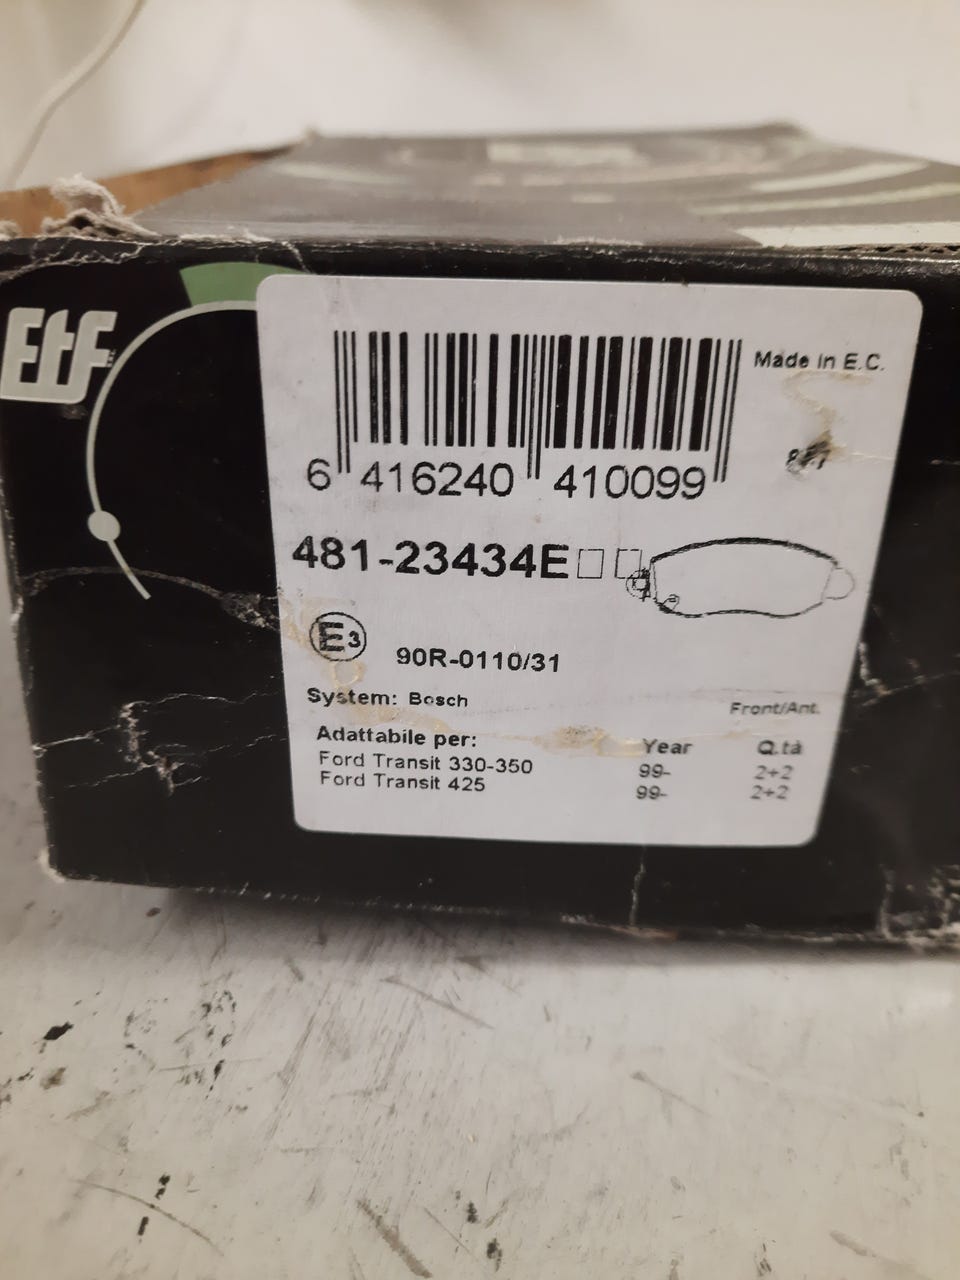 EtF
Made in E.C.
6 416240 410099
481-23434E
E3
90R-0110/31
System: Bosch
Front/Ant.
Adattabile per: Year Q.tà
Ford Transit 330-350 99- 2+2
Ford Transit 425 99- 2+2